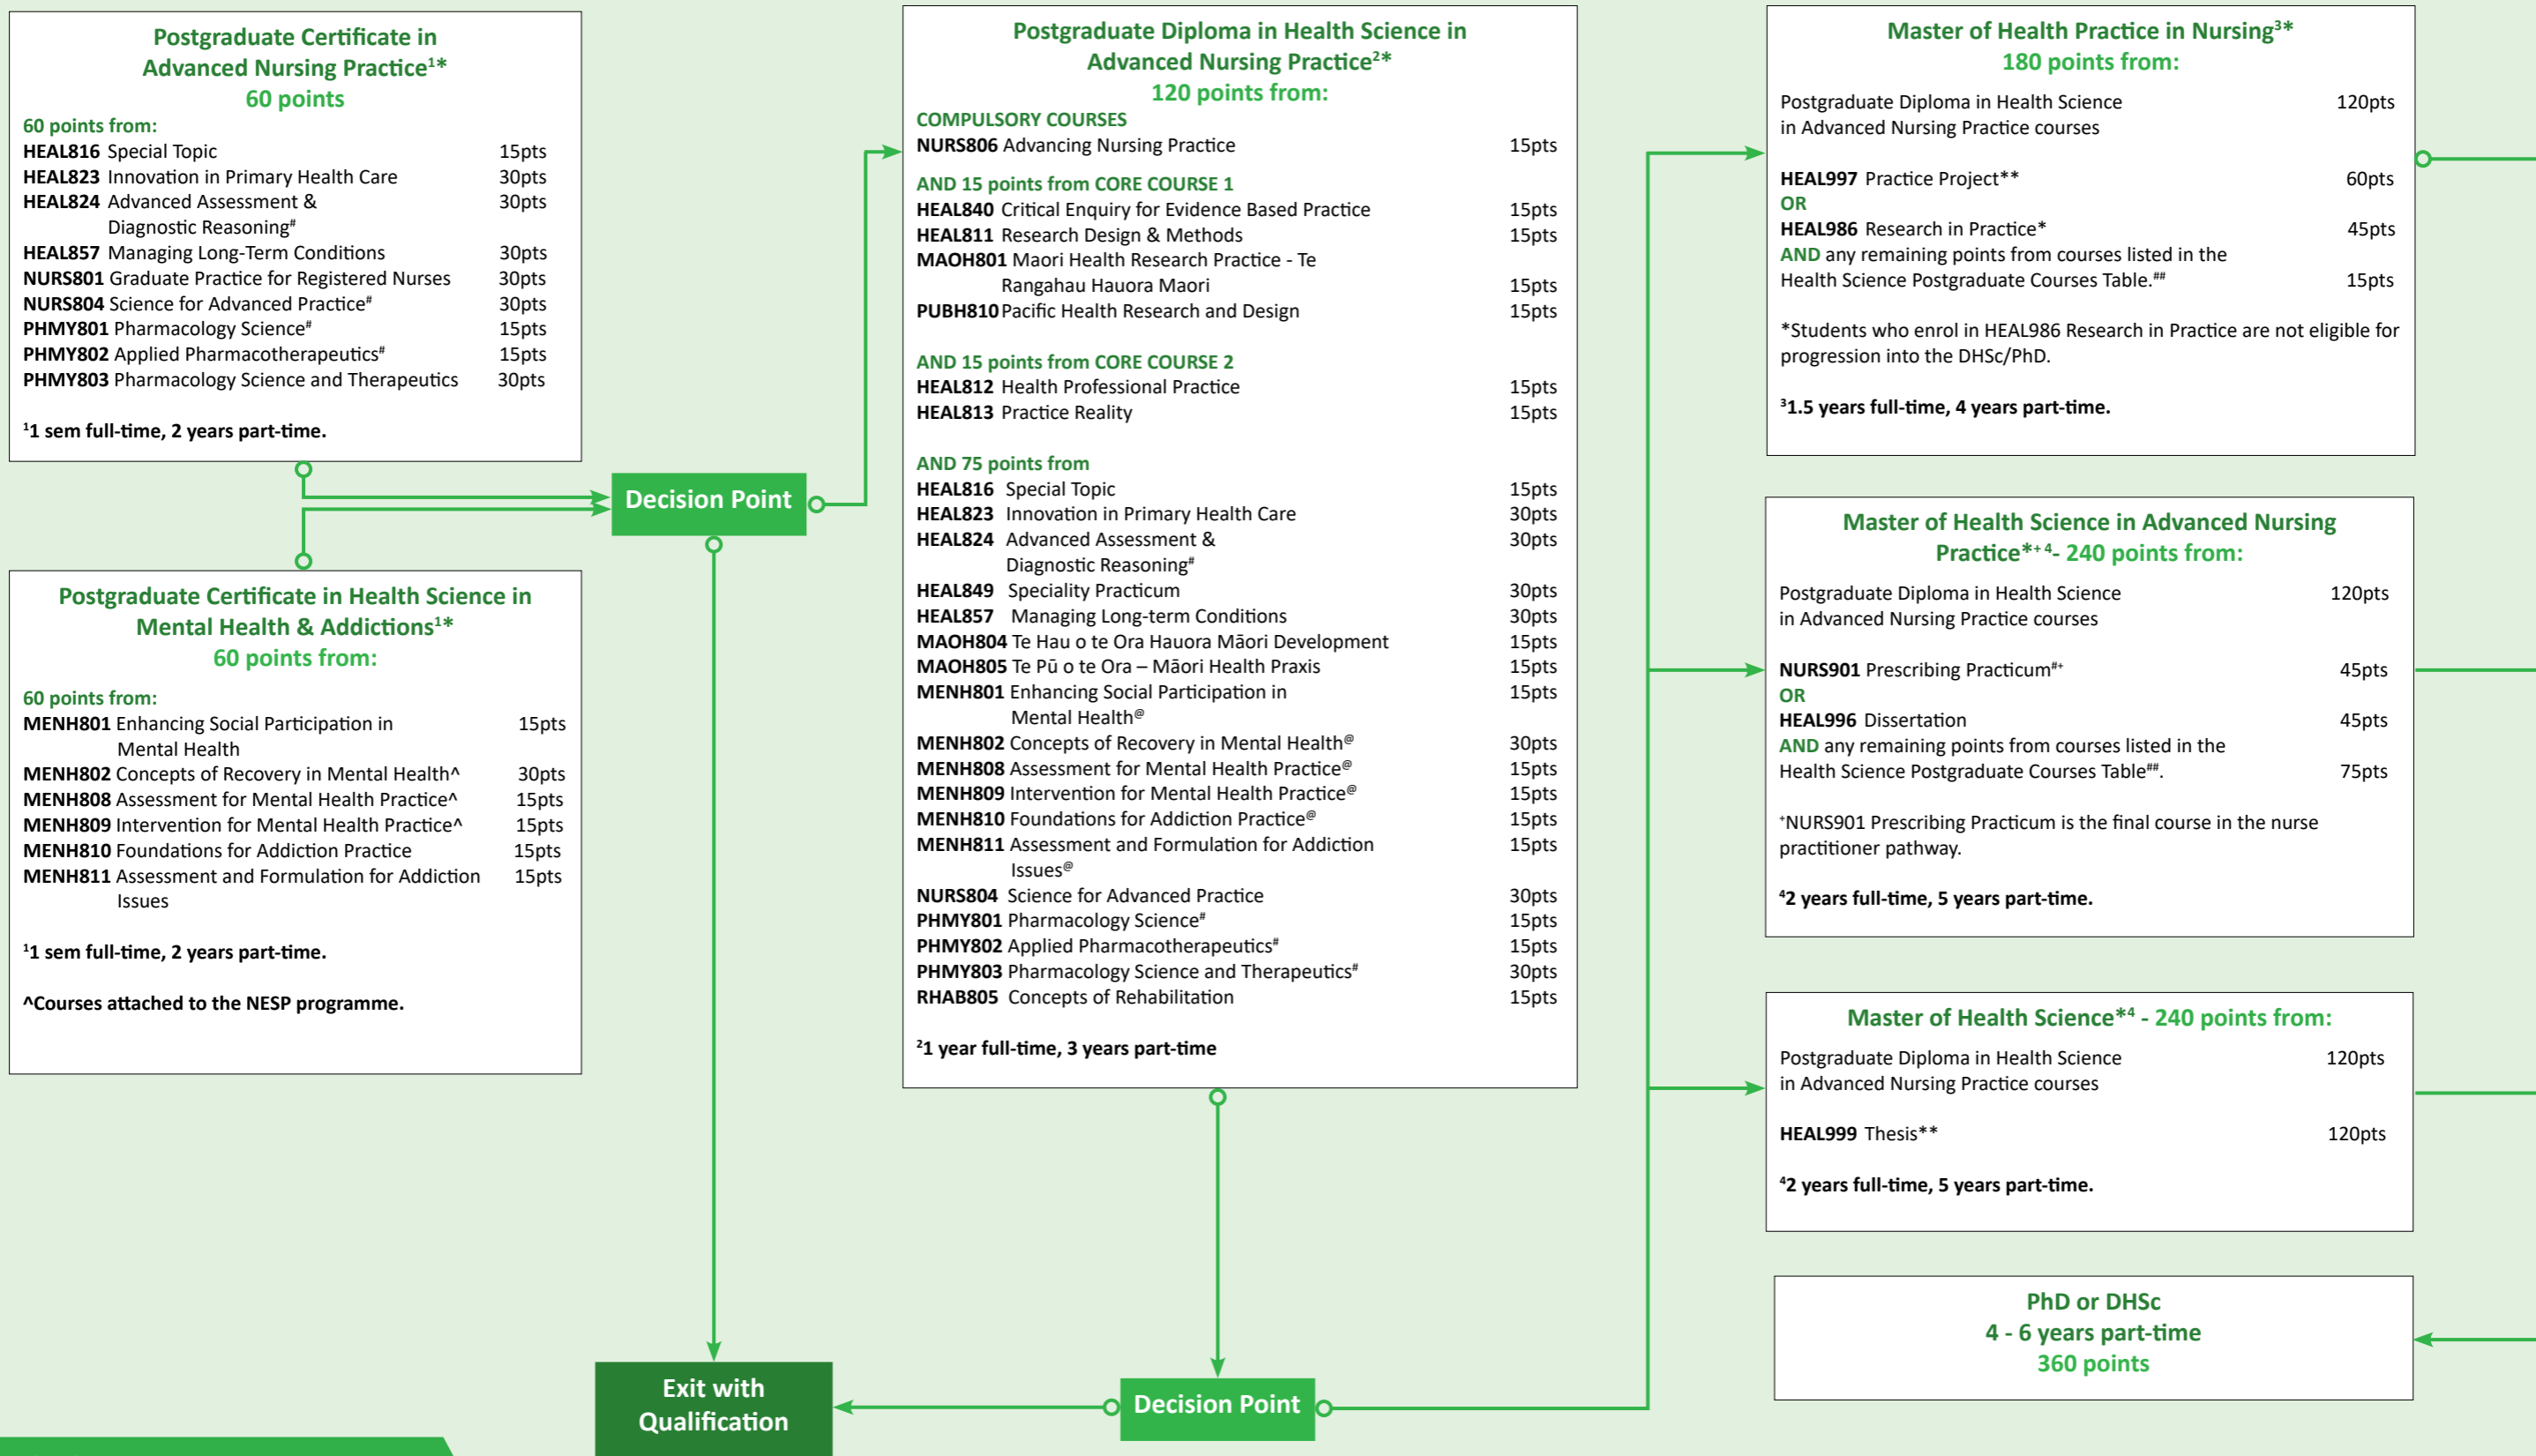 Postgraduate Certificate in
Advanced Nursing Practice¹*
60 points
60 points from:
HEAL816 Special Topic 15pts
HEAL823 Innovation in Primary Health Care 30pts
HEAL824 Advanced Assessment & 30pts
Diagnostic Reasoning#
HEAL857 Managing Long-Term Conditions 30pts
NURS801 Graduate Practice for Registered Nurses 30pts
NURS804 Science for Advanced Practice# 30pts
PHMY801 Pharmacology Science# 15pts
PHMY802 Applied Pharmacotherapeutics# 15pts
PHMY803 Pharmacology Science and Therapeutics 30pts
¹1 sem full-time, 2 years part-time.
Postgraduate Certificate in Health Science in
Mental Health & Addictions¹*
60 points from:
60 points from:
MENH801 Enhancing Social Participation in 15pts
Mental Health
MENH802 Concepts of Recovery in Mental Health^ 30pts
MENH808 Assessment for Mental Health Practice^ 15pts
MENH809 Intervention for Mental Health Practice^ 15pts
MENH810 Foundations for Addiction Practice 15pts
MENH811 Assessment and Formulation for Addiction 15pts
Issues
¹1 sem full-time, 2 years part-time.
^Courses attached to the NESP programme.
Decision Point
Postgraduate Diploma in Health Science in
Advanced Nursing Practice²*
120 points from:
COMPULSORY COURSES
NURS806 Advancing Nursing Practice 15pts
AND 15 points from CORE COURSE 1
HEAL840 Critical Enquiry for Evidence Based Practice 15pts
HEAL811 Research Design & Methods 15pts
MAOH801 Maori Health Research Practice - Te
Rangahau Hauora Maori 15pts
PUBH810 Pacific Health Research and Design 15pts
AND 15 points from CORE COURSE 2
HEAL812 Health Professional Practice 15pts
HEAL813 Practice Reality 15pts
AND 75 points from
HEAL816 Special Topic 15pts
HEAL823 Innovation in Primary Health Care 30pts
HEAL824 Advanced Assessment & 30pts
Diagnostic Reasoning#
HEAL849 Speciality Practicum 30pts
HEAL857 Managing Long-term Conditions 30pts
MAOH804 Te Hau o te Ora Hauora Māori Development 15pts
MAOH805 Te Pū o te Ora – Māori Health Praxis 15pts
MENH801 Enhancing Social Participation in 15pts
Mental Health@
MENH802 Concepts of Recovery in Mental Health@ 30pts
MENH808 Assessment for Mental Health Practice@ 15pts
MENH809 Intervention for Mental Health Practice@ 15pts
MENH810 Foundations for Addiction Practice@ 15pts
MENH811 Assessment and Formulation for Addiction 15pts
Issues@
NURS804 Science for Advanced Practice 30pts
PHMY801 Pharmacology Science# 15pts
PHMY802 Applied Pharmacotherapeutics# 15pts
PHMY803 Pharmacology Science and Therapeutics# 30pts
RHAB805 Concepts of Rehabilitation 15pts
²1 year full-time, 3 years part-time
Exit with
Qualification
Decision Point
Master of Health Practice in Nursing³*
180 points from:
Postgraduate Diploma in Health Science 120pts
in Advanced Nursing Practice courses
HEAL997 Practice Project** 60pts
OR
HEAL986 Research in Practice* 45pts
AND any remaining points from courses listed in the
Health Science Postgraduate Courses Table.## 15pts
*Students who enrol in HEAL986 Research in Practice are not eligible for
progression into the DHSc/PhD.
³1.5 years full-time, 4 years part-time.
Master of Health Science in Advanced Nursing
Practice*⁺ ⁴- 240 points from:
Postgraduate Diploma in Health Science 120pts
in Advanced Nursing Practice courses
NURS901 Prescribing Practicum#⁺ 45pts
OR
HEAL996 Dissertation 45pts
AND any remaining points from courses listed in the
Health Science Postgraduate Courses Table##. 75pts
⁺NURS901 Prescribing Practicum is the final course in the nurse
practitioner pathway.
⁴2 years full-time, 5 years part-time.
Master of Health Science*⁴ - 240 points from:
Postgraduate Diploma in Health Science 120pts
in Advanced Nursing Practice courses
HEAL999 Thesis** 120pts
⁴2 years full-time, 5 years part-time.
PhD or DHSc
4 - 6 years part-time
360 points